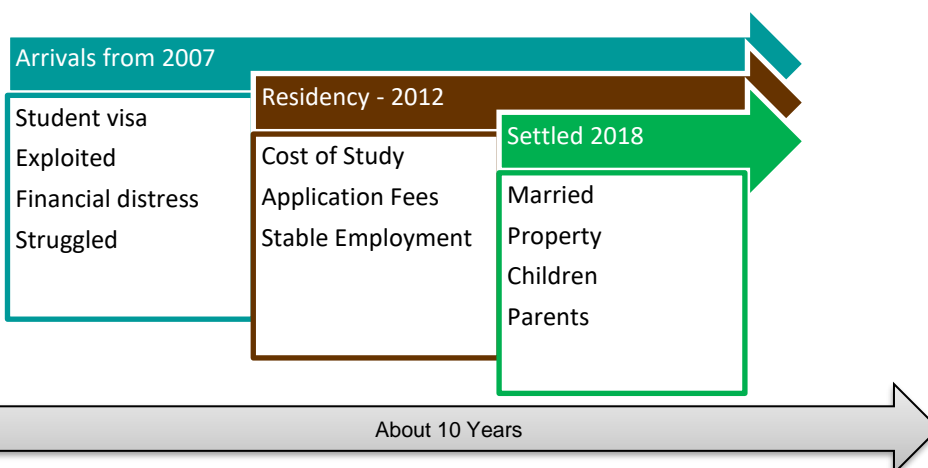 Arrivals from 2007
Student visa
Exploited
Financial distress
Struggled
Residency - 2012
Cost of Study
Application Fees
Stable Employment
Settled 2018
Married
Property
Children
Parents
About 10 Years